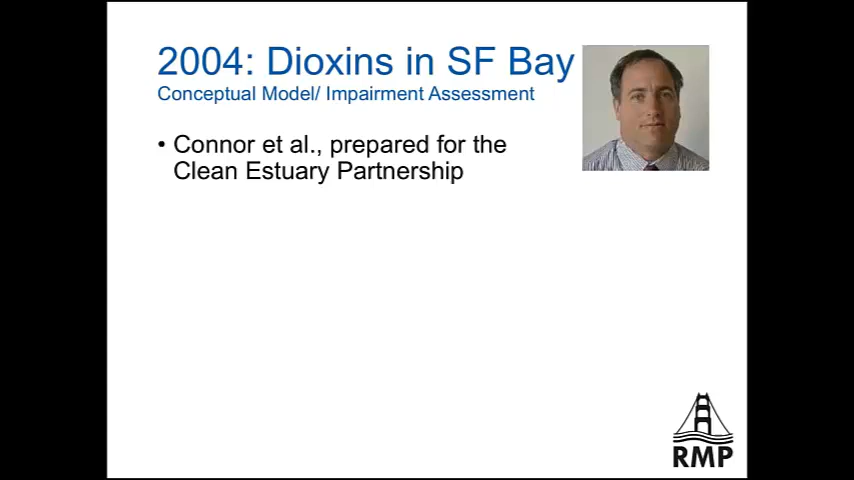 2004: Dioxins in SF Bay
Conceptual Model/ Impairment Assessment
• Connor et al., prepared for the
Clean Estuary Partnership
RMP